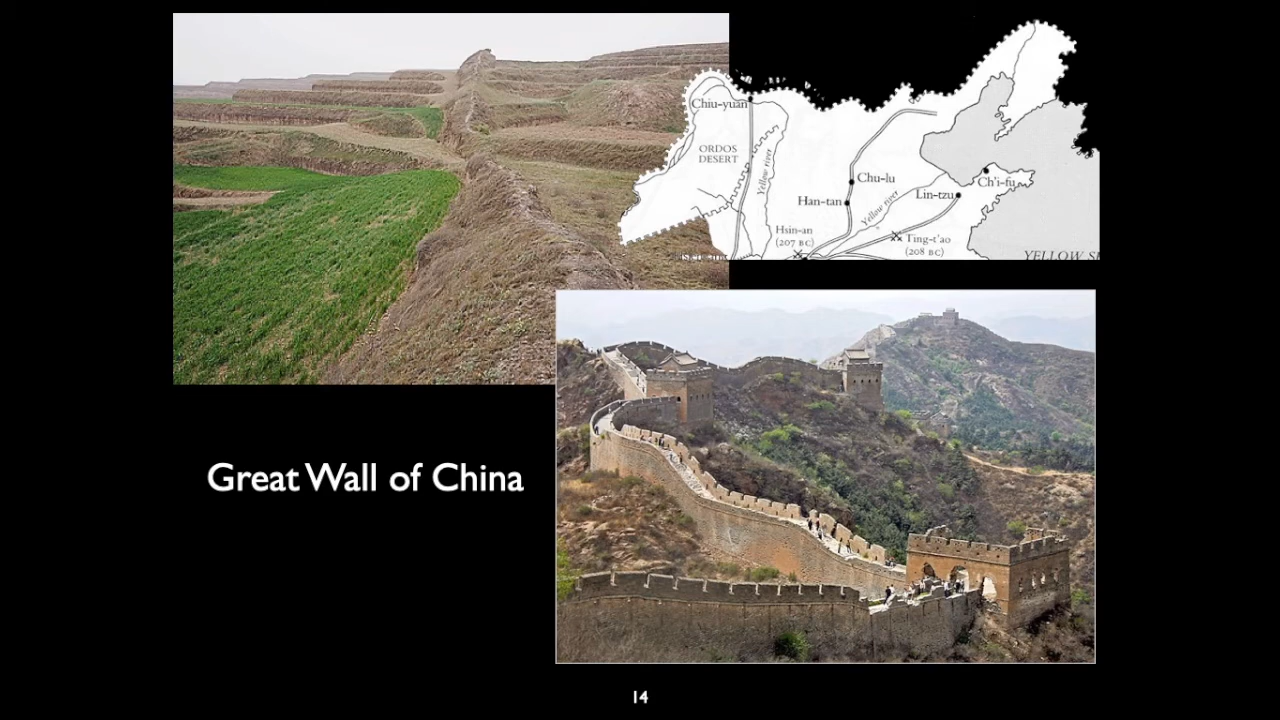 Chiu-yuan
ORDOS
DESERT
Yellow river
Chu-lu
Han-tan
Yellow river
Lin-tzu
Ch'i-fu
Hsin-an
(207 BC)
Ting-t'ao
(208 BC)
Great Wall of China
14